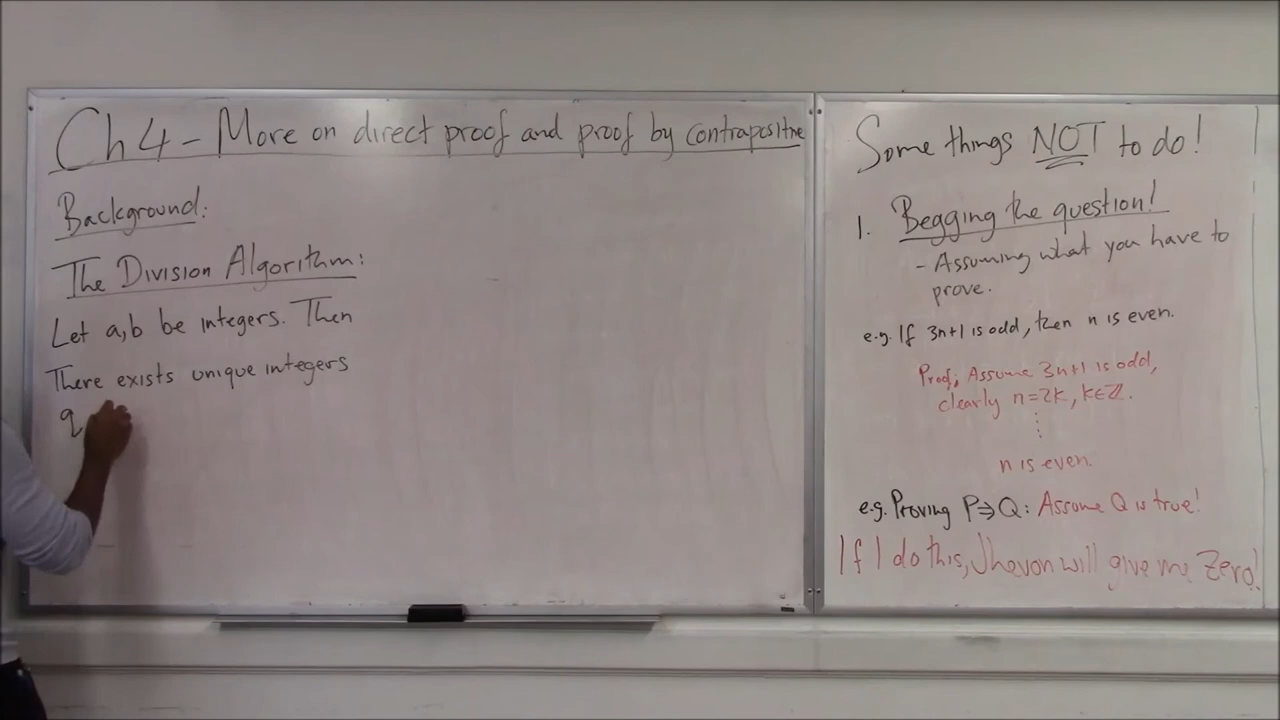 Ch 4 - More on direct proof and proof by contrapositive
Background:
The Division Algorithm:
Let a, b be integers. Then
There exists unique integers
q
Some things NOT to do!
1. Begging the question!
- Assuming what you have to
prove.
e.g. If 3n+1 is odd, then n is even.
Proof: Assume 3n+1 is odd,
clearly n=2k, k∈ℤ.
⋮
n is even.
e.g. Proving P⇒Q: Assume Q is true!
If I do this, Jhevon will give me Zero!